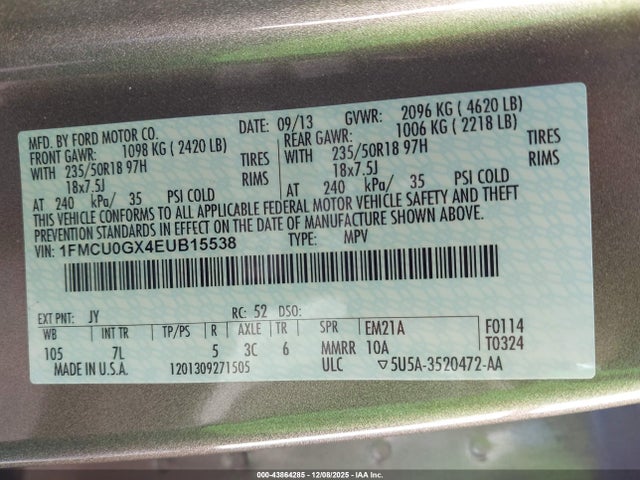 MFD. BY FORD MOTOR CO.
DATE: 09/13 GVWR: 2096 KG ( 4620 LB)
FRONT GAWR: 1098 KG ( 2420 LB)
WITH 235/50R18 97H TIRES
18x7.5J RIMS
AT 240 kPa/ 35 PSI COLD
REAR GAWR: 1006 KG ( 2218 LB)
WITH 235/50R18 97H TIRES
18x7.5J RIMS
AT 240 kPa/ 35 PSI COLD
THIS VEHICLE CONFORMS TO ALL APPLICABLE FEDERAL MOTOR VEHICLE SAFETY AND THEFT
PREVENTION STANDARDS IN EFFECT ON THE DATE OF MANUFACTURE SHOWN ABOVE.
VIN: 1FMCU0GX4EUB15538 TYPE: MPV
EXT PNT: JY RC: 52 DSO:
WB INT TR TP/PS R AXLE TR SPR EM21A F0114
105 7L 5 3C 6 MMRR 10A T0324
MADE IN U.S.A. 1201309271505 ULC ▽5U5A-3520472-AA
000-43864285 - 12/08/2025 - IAA Inc.